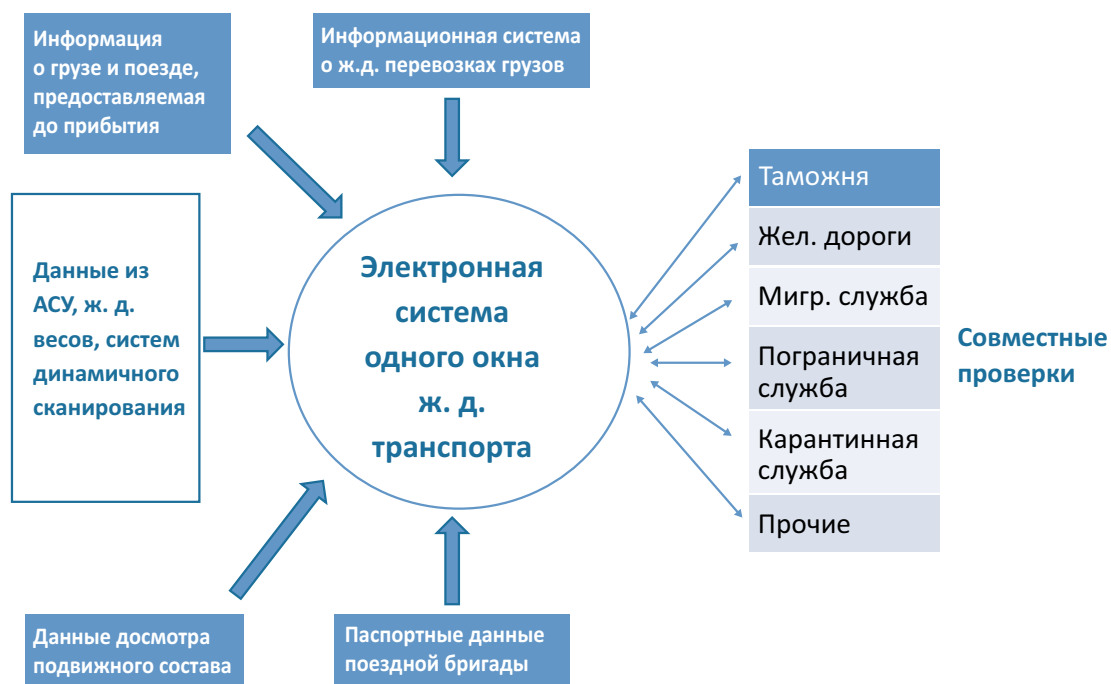 Информация
о грузе и поезде,
предоставляемая
до прибытия
Информационная система
о ж.д. перевозках грузов
Данные из
АСУ, ж. д.
весов, систем
динамичного
сканирования
Электронная
система
одного окна
ж. д.
транспорта
Таможня
Жел. дороги
Мигр. служба
Пограничная
служба
Карантинная
служба
Прочие
Совместные
проверки
Данные досмотра
подвижного состава
Паспортные данные
поездной бригады